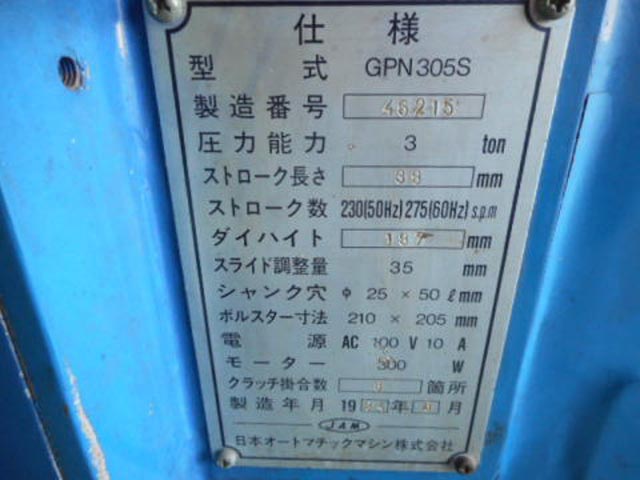 仕様
型式 GPN305S
製造番号 46215
圧力能力 3 ton
ストローク長さ 38 mm
ストローク数 230(50Hz) 275(60Hz) s.p.m
ダイハイト 187 mm
スライド調整量 35 mm
シャンク穴 φ 25 × 50 ℓmm
ボルスター寸法 210 × 205 mm
電源 AC 100 V 10 A
モーター 300 W
クラッチ掛合数 箇所
製造年月 19 年 月
JAM
日本オートマチックマシン株式会社